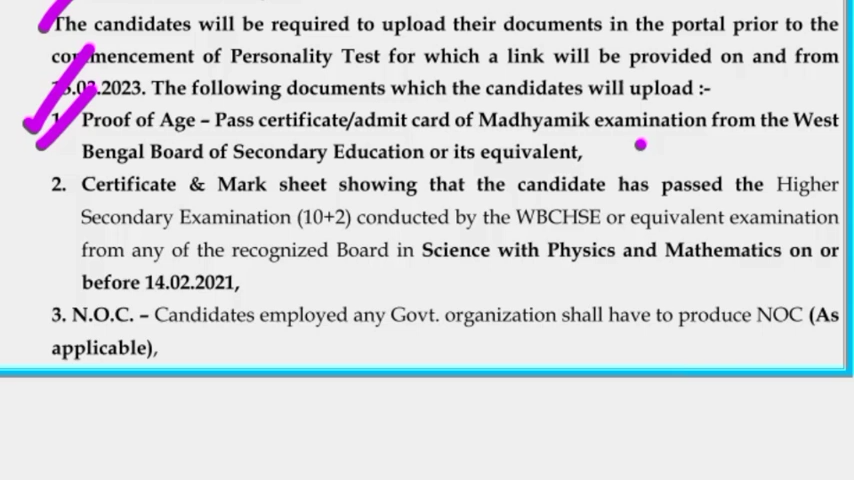 The candidates will be required to upload their documents in the portal prior to the
commencement of Personality Test for which a link will be provided on and from
.2023. The following documents which the candidates will upload :-
1. Proof of Age – Pass certificate/admit card of Madhyamik examination from the West
Bengal Board of Secondary Education or its equivalent,
2. Certificate & Mark sheet showing that the candidate has passed the Higher
Secondary Examination (10+2) conducted by the WBCHSE or equivalent examination
from any of the recognized Board in Science with Physics and Mathematics on or
before 14.02.2021,
3. N.O.C. – Candidates employed any Govt. organization shall have to produce NOC (As
applicable),